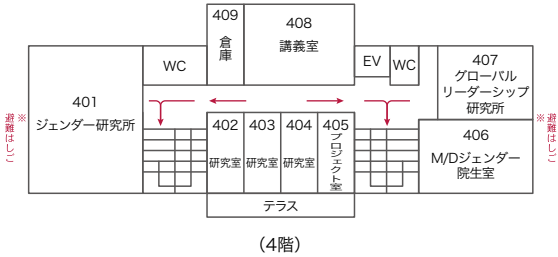 409
倉庫
408
講義室
WC
EV
WC
401
ジェンダー研究所
407
グローバル
リーダーシップ
研究所
※避難はしご
402
研究室
403
研究室
404
研究室
405
プロジェクト室
406
M/Dジェンダー
院生室
※避難はしご
テラス
(4階)